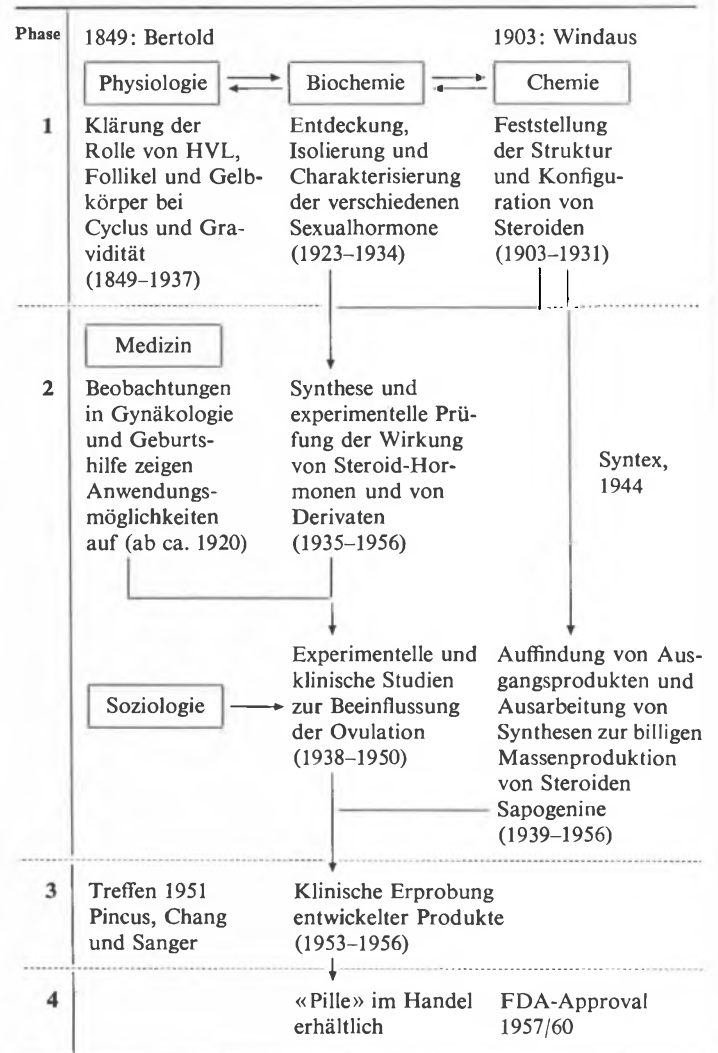 Phase
1849: Bertold
1903: Windaus
Physiologie
Biochemie
Chemie
1
Klärung der
Rolle von HVL,
Follikel und Gelb-
körper bei
Cyclus und Gra-
vidität
(1849–1937)
Entdeckung,
Isolierung und
Charakterisierung
der verschiedenen
Sexualhormone
(1923–1934)
Feststellung
der Struktur
und Konfigu-
ration von
Steroiden
(1903–1931)
Medizin
2
Beobachtungen
in Gynäkologie
und Geburts-
hilfe zeigen
Anwendungs-
möglichkeiten
auf (ab ca. 1920)
Synthese und
experimentelle Prü-
fung der Wirkung
von Steroid-Hor-
monen und von
Derivaten
(1935–1956)
Syntex,
1944
Soziologie
Experimentelle und
klinische Studien
zur Beeinflussung
der Ovulation
(1938–1950)
Auffindung von Aus-
gangsprodukten und
Ausarbeitung von
Synthesen zur billigen
Massenproduktion
von Steroiden
Sapogenine
(1939–1956)
3
Treffen 1951
Pincus, Chang
und Sanger
Klinische Erprobung
entwickelter Produkte
(1953–1956)
4
«Pille» im Handel
erhältlich
FDA-Approval
1957/60